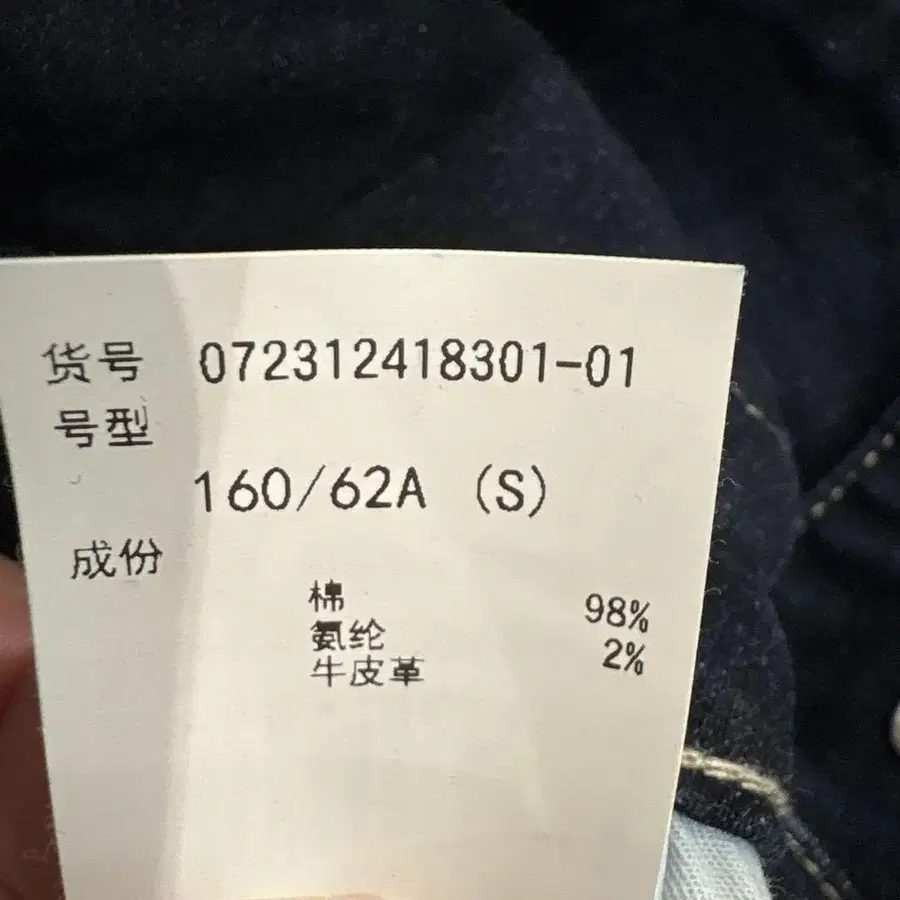 货号 072312418301-01
号型
160/62A (S)
成份
棉 98%
氨纶 2%
牛皮革